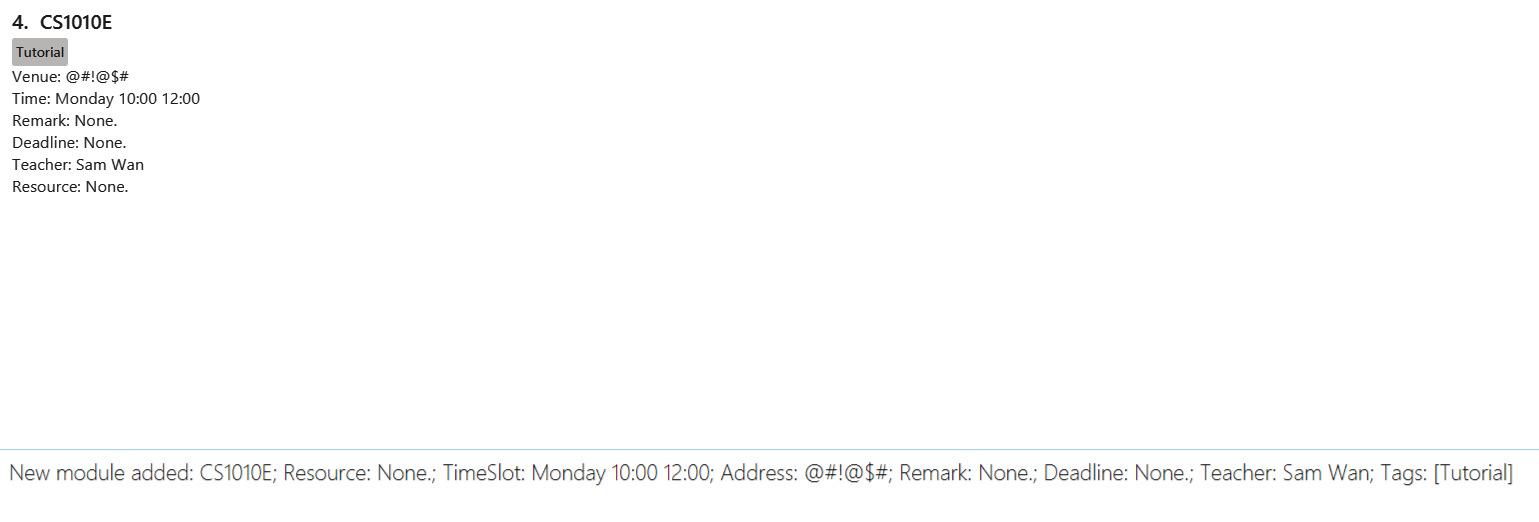 4. CS1010E
Tutorial
Venue: @#!@$#
Time: Monday 10:00 12:00
Remark: None.
Deadline: None.
Teacher: Sam Wan
Resource: None.
New module added: CS1010E; Resource: None.; TimeSlot: Monday 10:00 12:00; Address: @#!@$#; Remark: None.; Deadline: None.; Teacher: Sam Wan; Tags: [Tutorial]